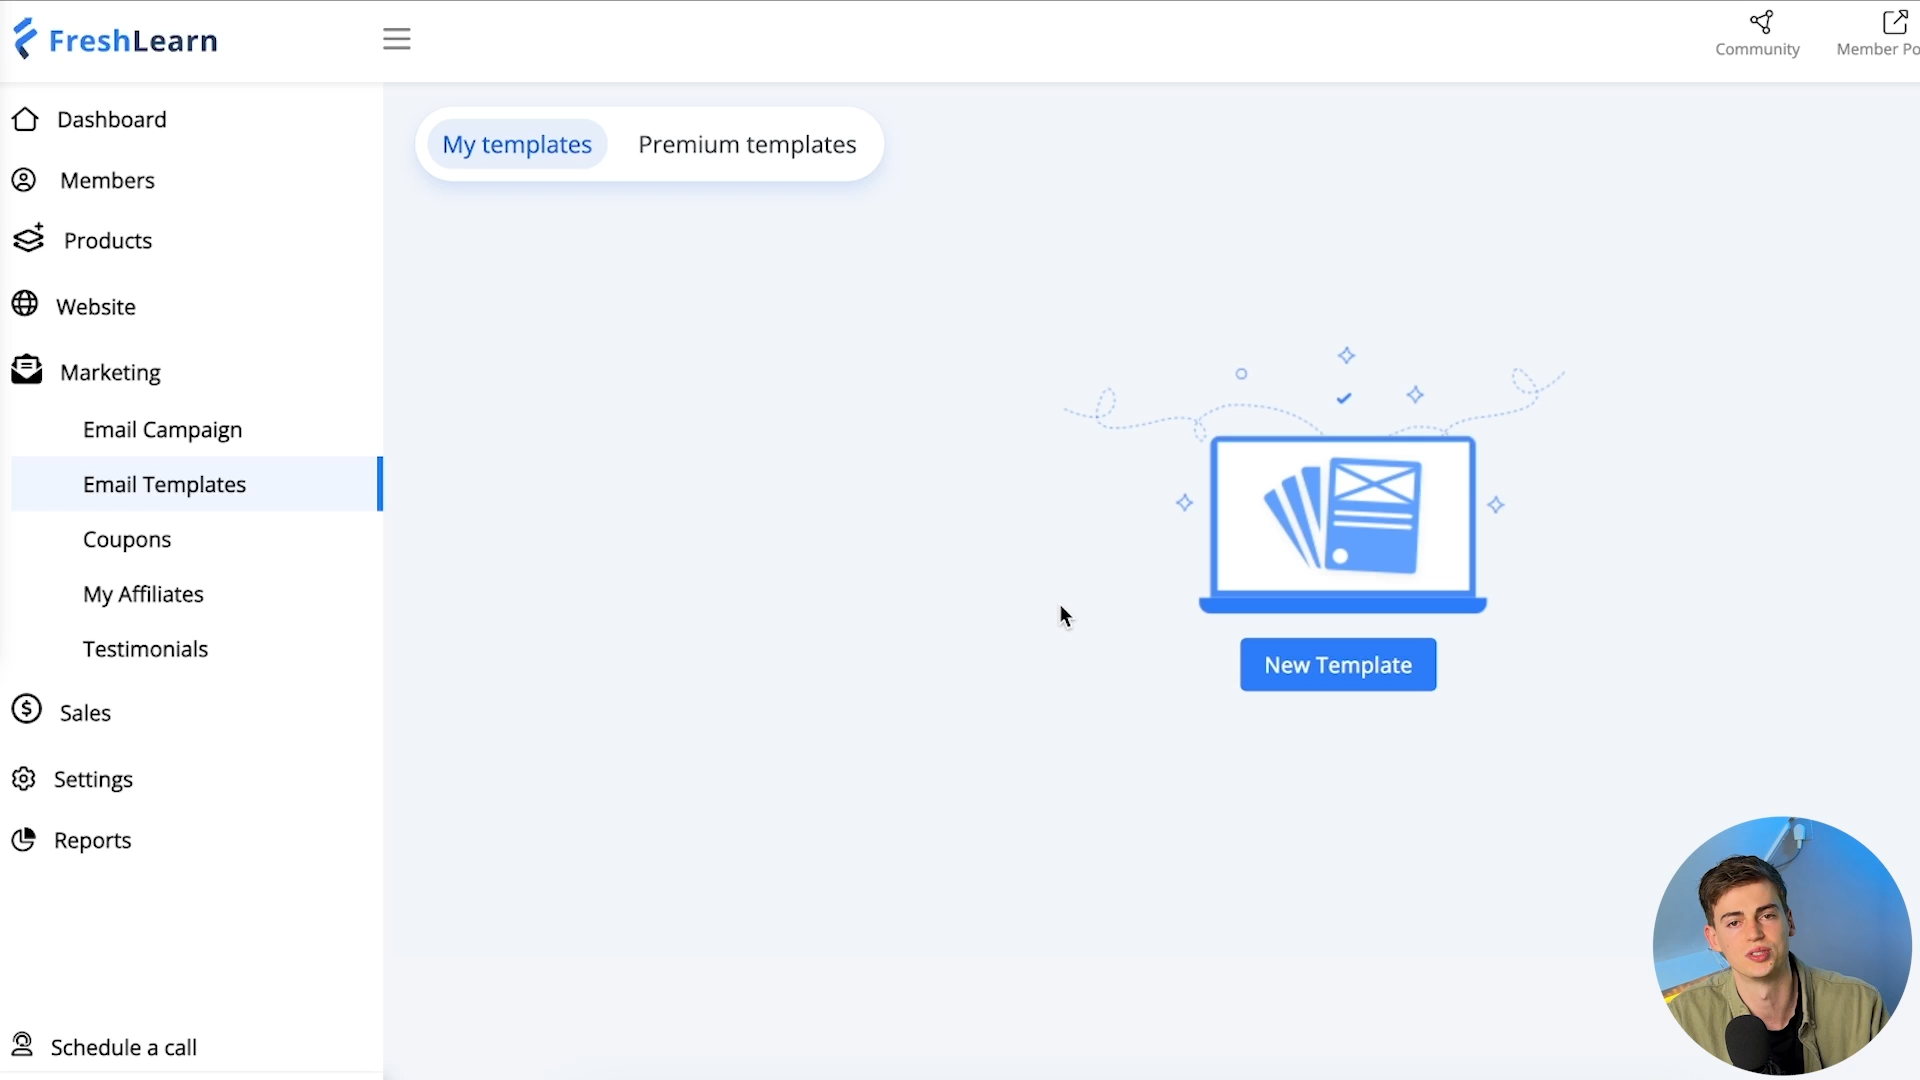 FreshLearn
Community
Member Po
Dashboard
Members
Products
Website
Marketing
Email Campaign
Email Templates
Coupons
My Affiliates
Testimonials
Sales
Settings
Reports
Schedule a call
My templates
Premium templates
New Template